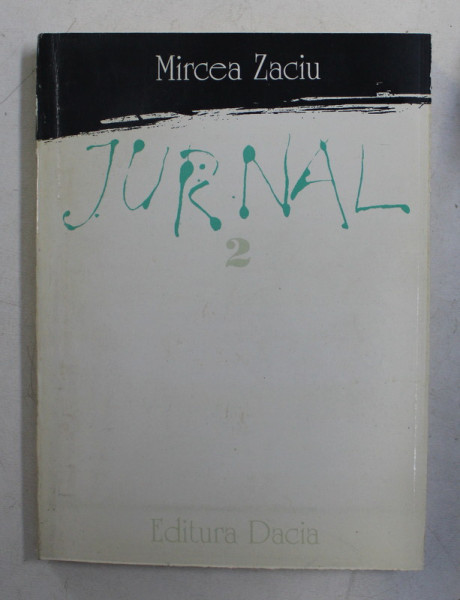 Mircea Zaciu
JURNAL
2
Editura Dacia